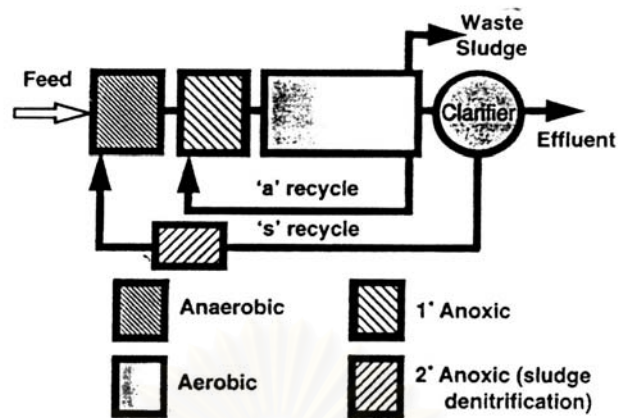 Waste
Sludge
Feed
Clarifier
Effluent
'a' recycle
's' recycle
Anaerobic
1° Anoxic
Aerobic
2° Anoxic (sludge
denitrification)